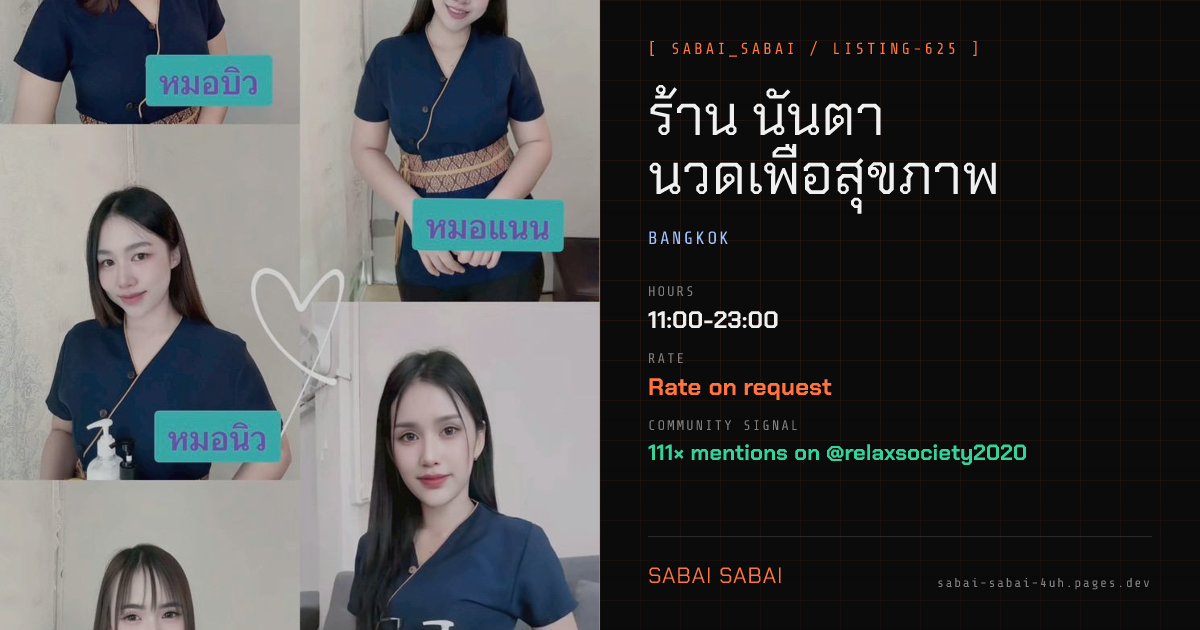 หมอบิว
หมอแนน
หมอนิว
[ SABAI_SABAI / LISTING-625 ]
ร้าน นันตา
นวดเพื่อสุขภาพ
BANGKOK
HOURS
11:00-23:00
RATE
Rate on request
COMMUNITY SIGNAL
111× mentions on @relaxsociety2020
SABAI SABAI
sabai-sabai-4uh.pages.dev